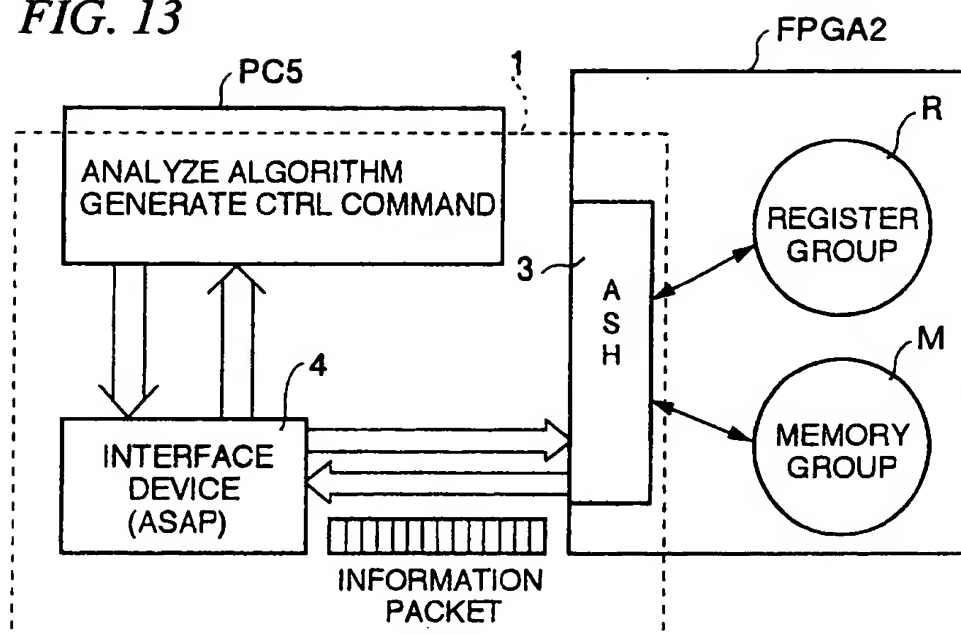 FIG. 13
PC5
1
FPGA2
ANALYZE ALGORITHM
GENERATE CTRL COMMAND
R
REGISTER
GROUP
3
A
S
H
M
MEMORY
GROUP
4
INTERFACE
DEVICE
(ASAP)
INFORMATION
PACKET